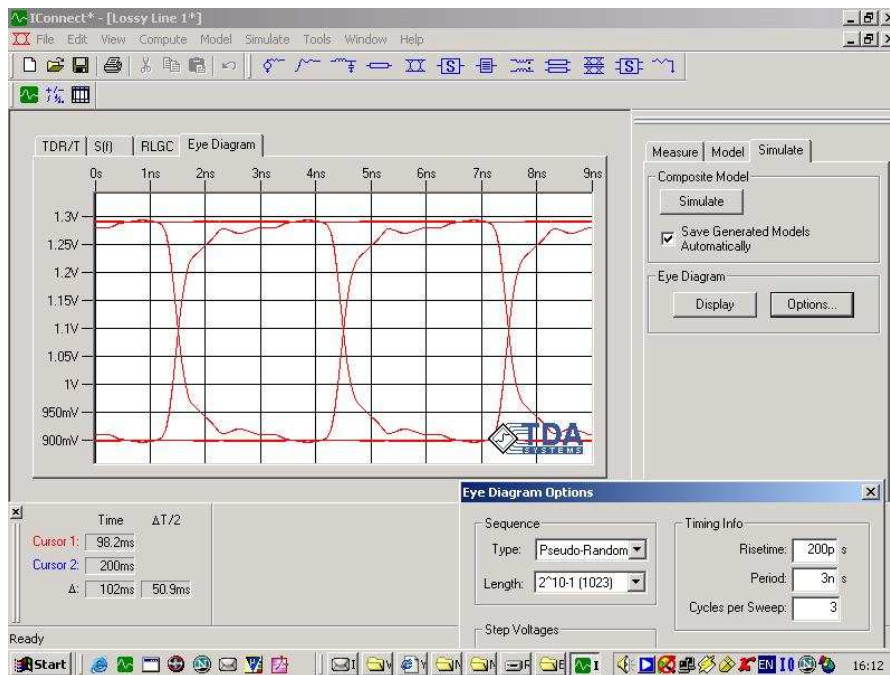 IConnect* - [Lossy Line 1*]
File Edit View Compute Model Simulate Tools Window Help
TDR/T S(f) RLGC Eye Diagram
0s 1ns 2ns 3ns 4ns 5ns 6ns 7ns 8ns 9ns
1.3V
1.25V
1.2V
1.15V
1.1V
1.05V
1V
950mV
900mV
TDA
SYSTEMS
Measure Model Simulate
Composite Model
Simulate
Save Generated Models
Automatically
Eye Diagram
Display Options...
Time ΔT/2
Cursor 1: 98.2ms
Cursor 2: 200ms
Δ: 102ms 50.9ms
Eye Diagram Options
Sequence
Type: Pseudo-Random
Length: 2^10-1 (1023)
Step Voltages
Timing Info
Risetime: 200p s
Period: 3n s
Cycles per Sweep: 3
Ready
Start
EN
16:12